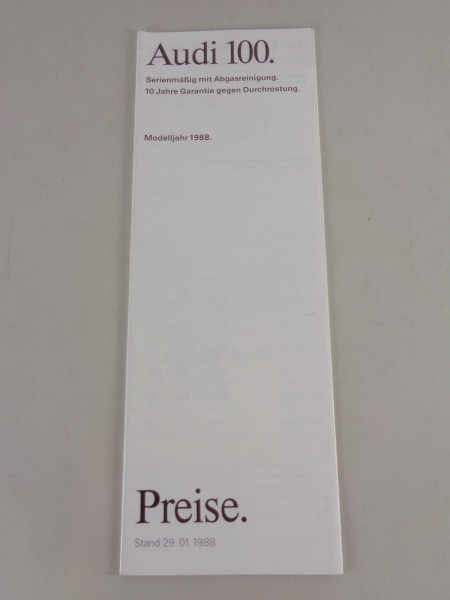 Audi 100.
Serienmäßig mit Abgasreinigung.
10 Jahre Garantie gegen Durchrostung.
Modelljahr 1988.
Preise.
Stand 29. 01. 1988